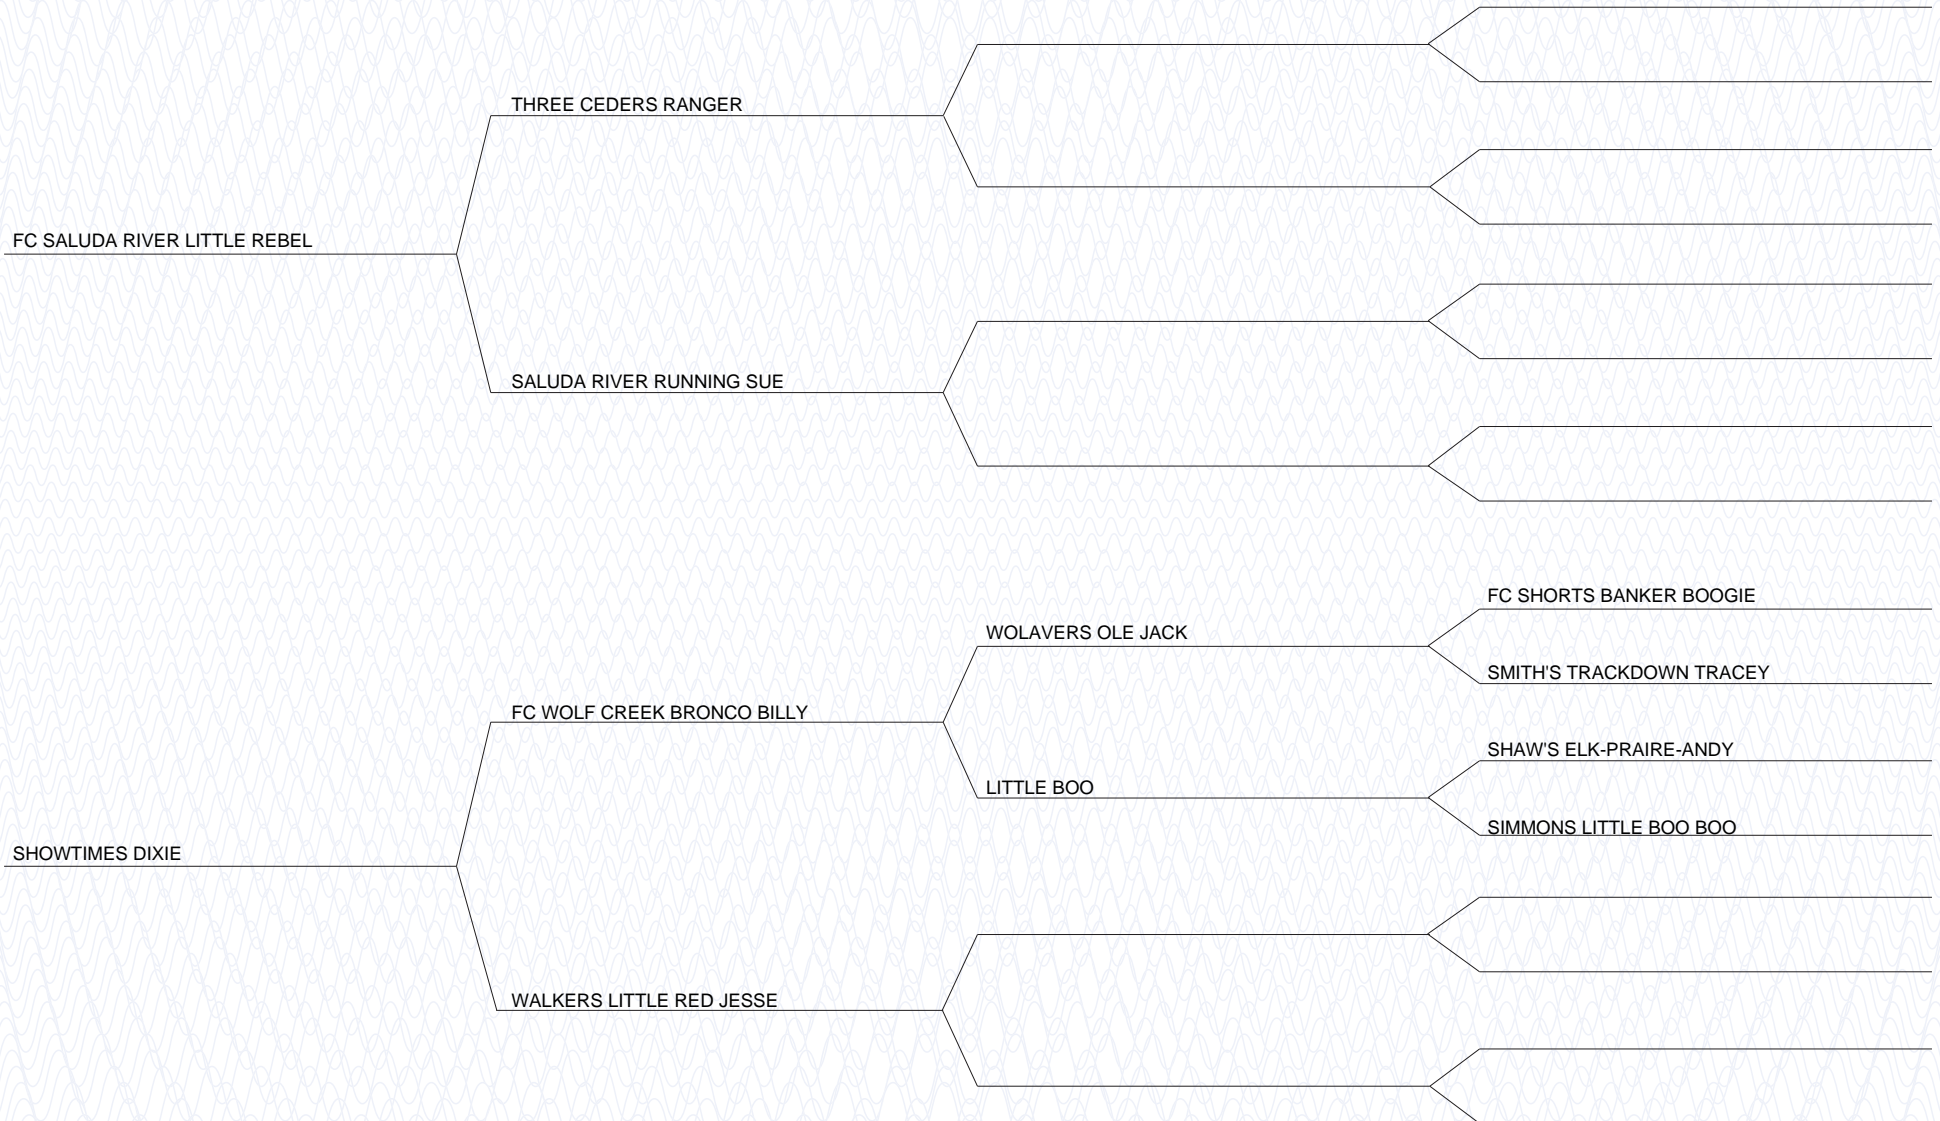 THREE CEDERS RANGER
FC SALUDA RIVER LITTLE REBEL
SALUDA RIVER RUNNING SUE
FC SHORTS BANKER BOOGIE
WOLAVERS OLE JACK
SMITH'S TRACKDOWN TRACEY
FC WOLF CREEK BRONCO BILLY
SHAW'S ELK-PRAIRE-ANDY
LITTLE BOO
SIMMONS LITTLE BOO BOO
SHOWTIMES DIXIE
WALKERS LITTLE RED JESSE